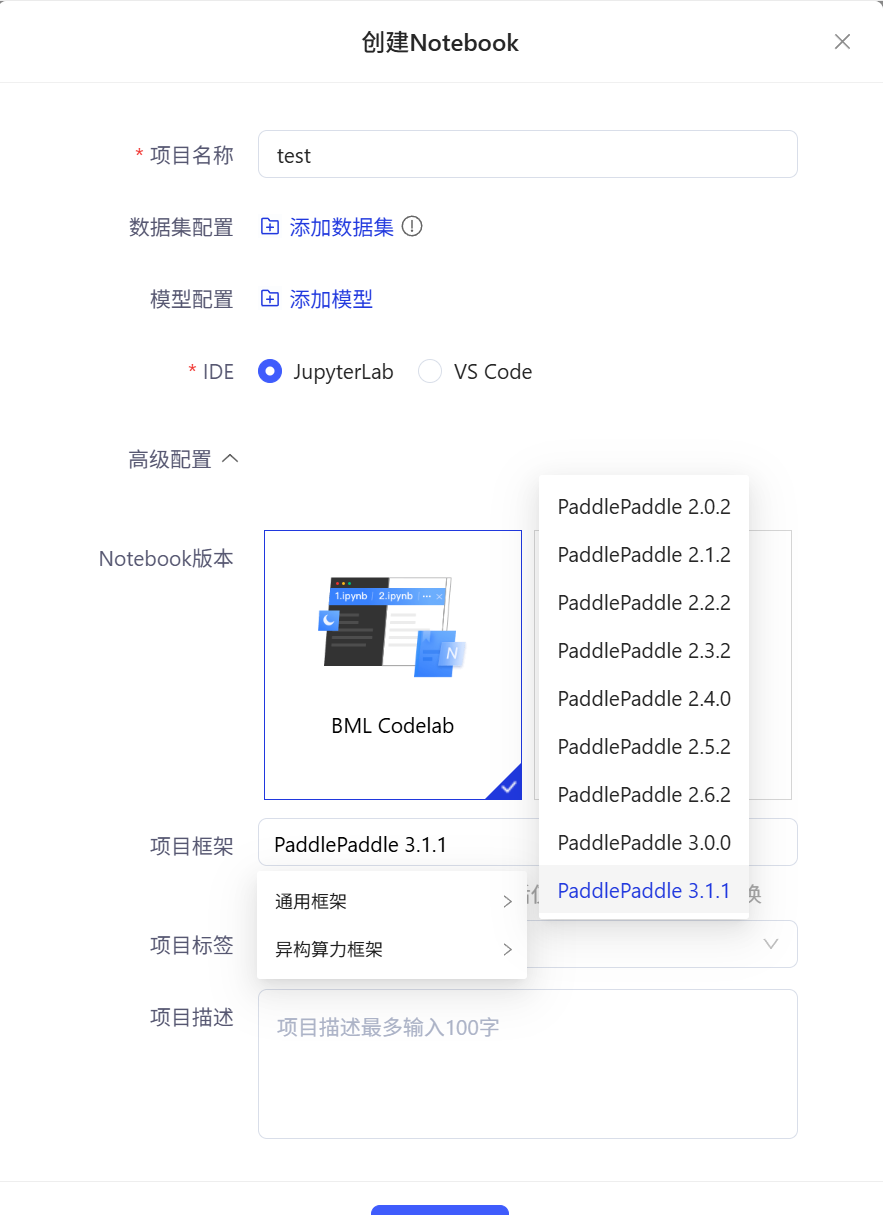 创建Notebook
* 项目名称
test
数据集配置
添加数据集
模型配置
添加模型
* IDE
JupyterLab
VS Code
高级配置
Notebook版本
1.ipynb
2.ipynb
N
BML Codelab
PaddlePaddle 2.0.2
PaddlePaddle 2.1.2
PaddlePaddle 2.2.2
PaddlePaddle 2.3.2
PaddlePaddle 2.4.0
PaddlePaddle 2.5.2
PaddlePaddle 2.6.2
PaddlePaddle 3.0.0
PaddlePaddle 3.1.1
项目框架
PaddlePaddle 3.1.1
通用框架
异构算力框架
项目标签
项目描述
项目描述最多输入100字